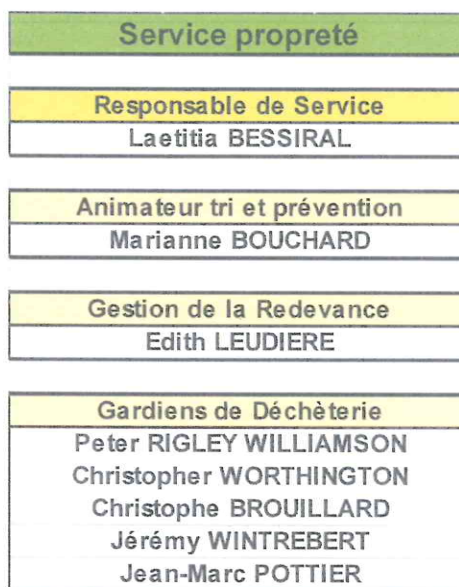 Service propreté
Responsable de Service
Laetitia BESSIRAL
Animateur tri et prévention
Marianne BOUCHARD
Gestion de la Redevance
Edith LEUDIERE
Gardiens de Déchèterie
Peter RIGLEY WILLIAMSON
Christopher WORTHINGTON
Christophe BROUILLARD
Jérémy WINTREBERT
Jean-Marc POTTIER